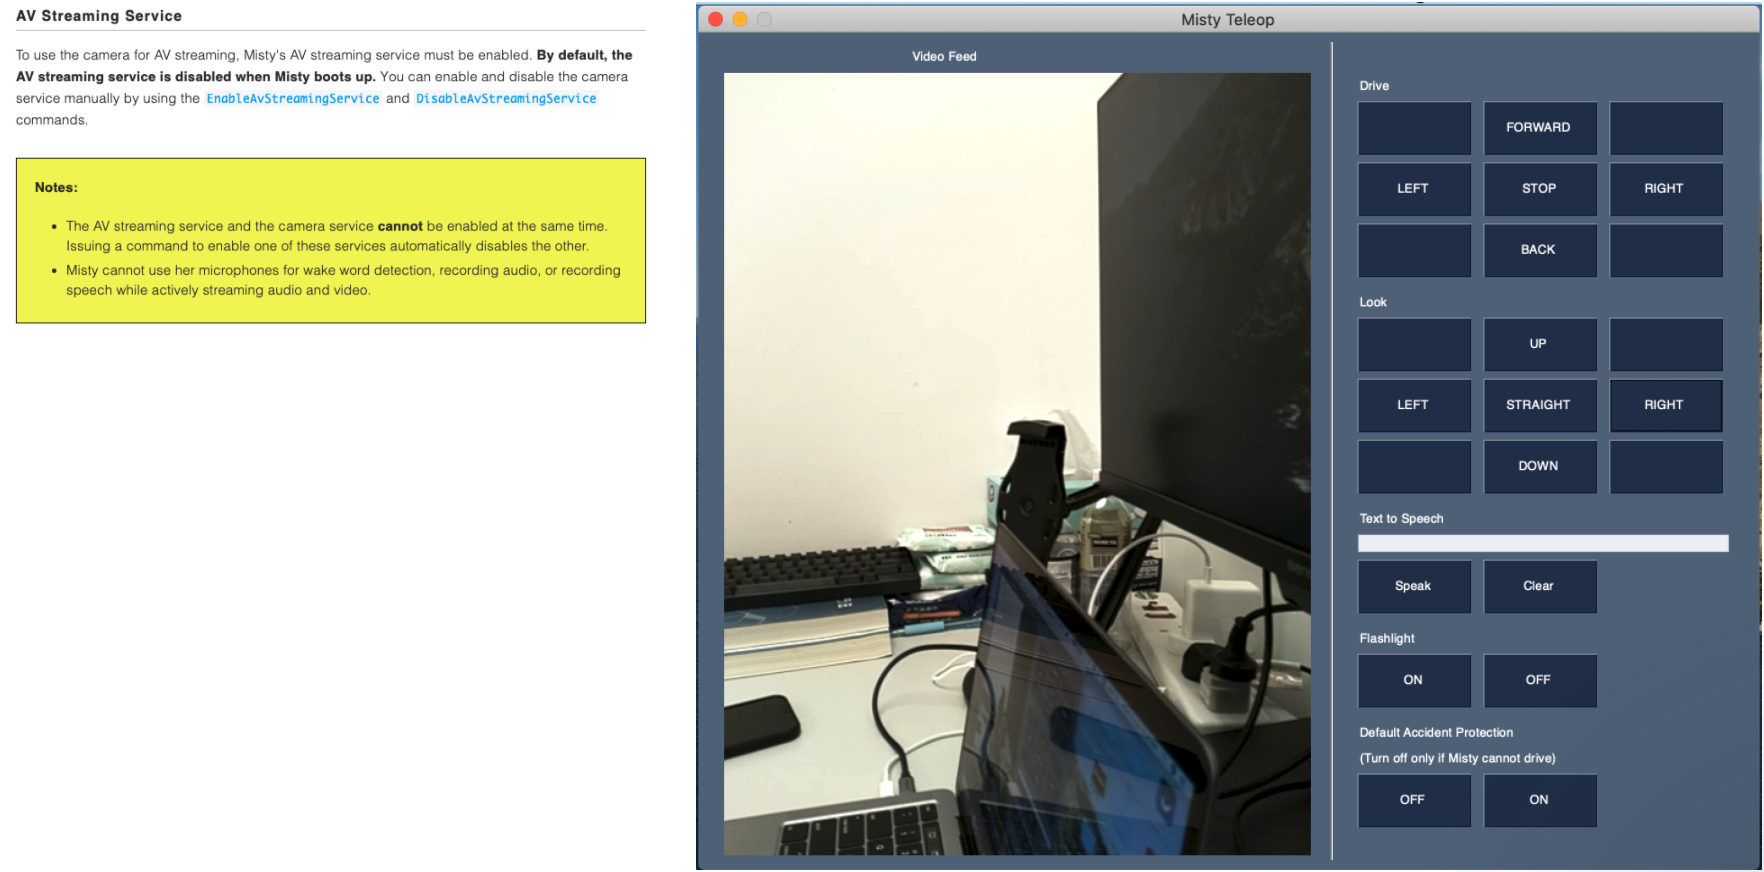 AV Streaming Service
To use the camera for AV streaming, Misty's AV streaming service must be enabled. By default, the
AV streaming service is disabled when Misty boots up. You can enable and disable the camera
service manually by using the EnableAvStreamingService and DisableAvStreamingService
commands.
Notes:
• The AV streaming service and the camera service cannot be enabled at the same time.
Issuing a command to enable one of these services automatically disables the other.
• Misty cannot use her microphones for wake word detection, recording audio, or recording
speech while actively streaming audio and video.
Misty Teleop
Video Feed
Drive
FORWARD
LEFT STOP RIGHT
BACK
Look
UP
LEFT STRAIGHT RIGHT
DOWN
Text to Speech
Speak Clear
Flashlight
ON OFF
Default Accident Protection
(Turn off only if Misty cannot drive)
OFF ON